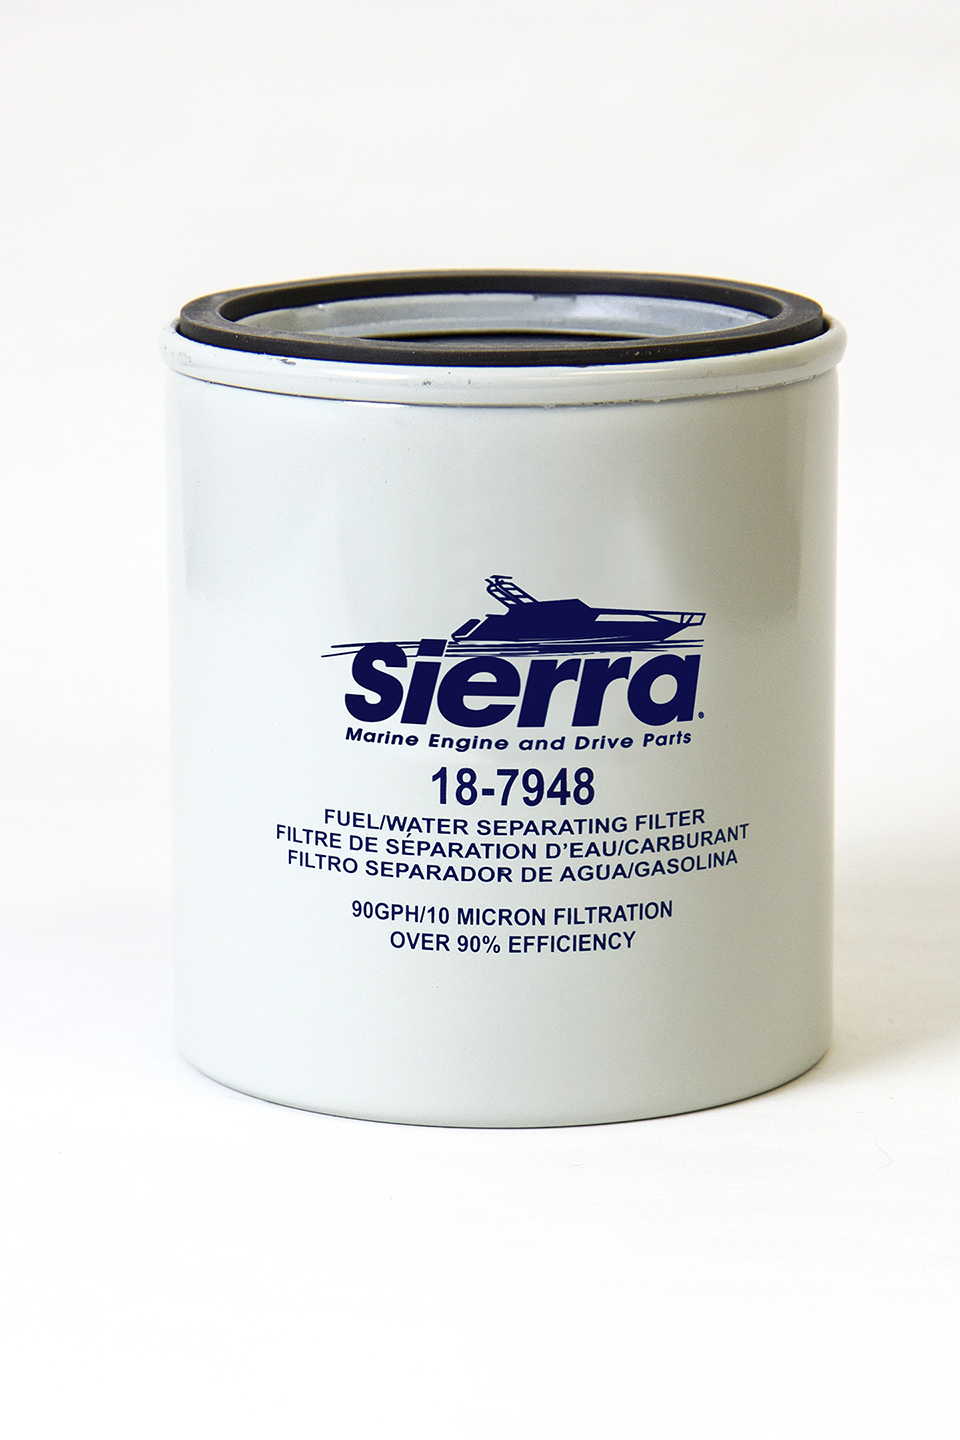 Sierra®
Marine Engine and Drive Parts
18-7948
FUEL/WATER SEPARATING FILTER
FILTRE DE SÉPARATION D'EAU/CARBURANT
FILTRO SEPARADOR DE AGUA/GASOLINA
90GPH/10 MICRON FILTRATION
OVER 90% EFFICIENCY